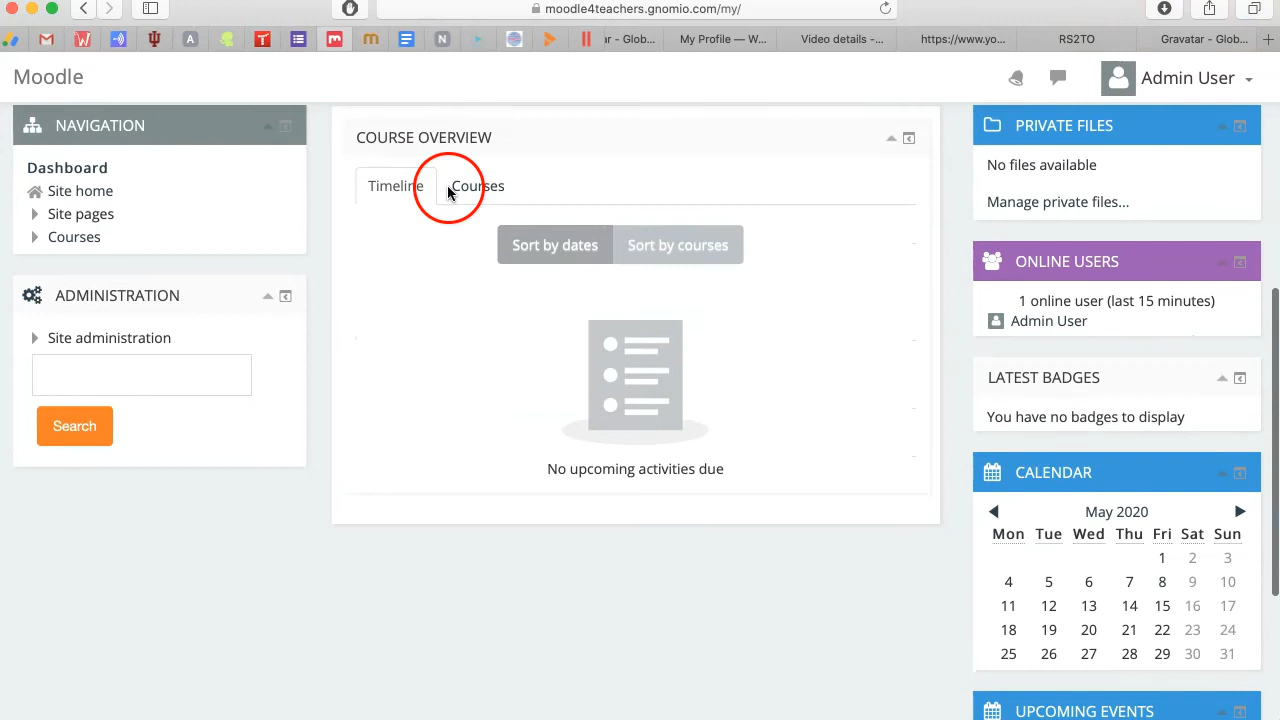 moodle4teachers.gnomio.com/my/
ar - Glob...
My Profile — W...
Video details -...
https://www.yo...
RS2TO
Gravatar - Glob...
Moodle
Admin User
NAVIGATION
Dashboard
Site home
Site pages
Courses
ADMINISTRATION
Site administration
Search
COURSE OVERVIEW
Timeline
Courses
Sort by dates
Sort by courses
No upcoming activities due
PRIVATE FILES
No files available
Manage private files...
ONLINE USERS
1 online user (last 15 minutes)
Admin User
LATEST BADGES
You have no badges to display
CALENDAR
May 2020
Mon Tue Wed Thu Fri Sat Sun
1 2 3
4 5 6 7 8 9 10
11 12 13 14 15 16 17
18 19 20 21 22 23 24
25 26 27 28 29 30 31
UPCOMING EVENTS